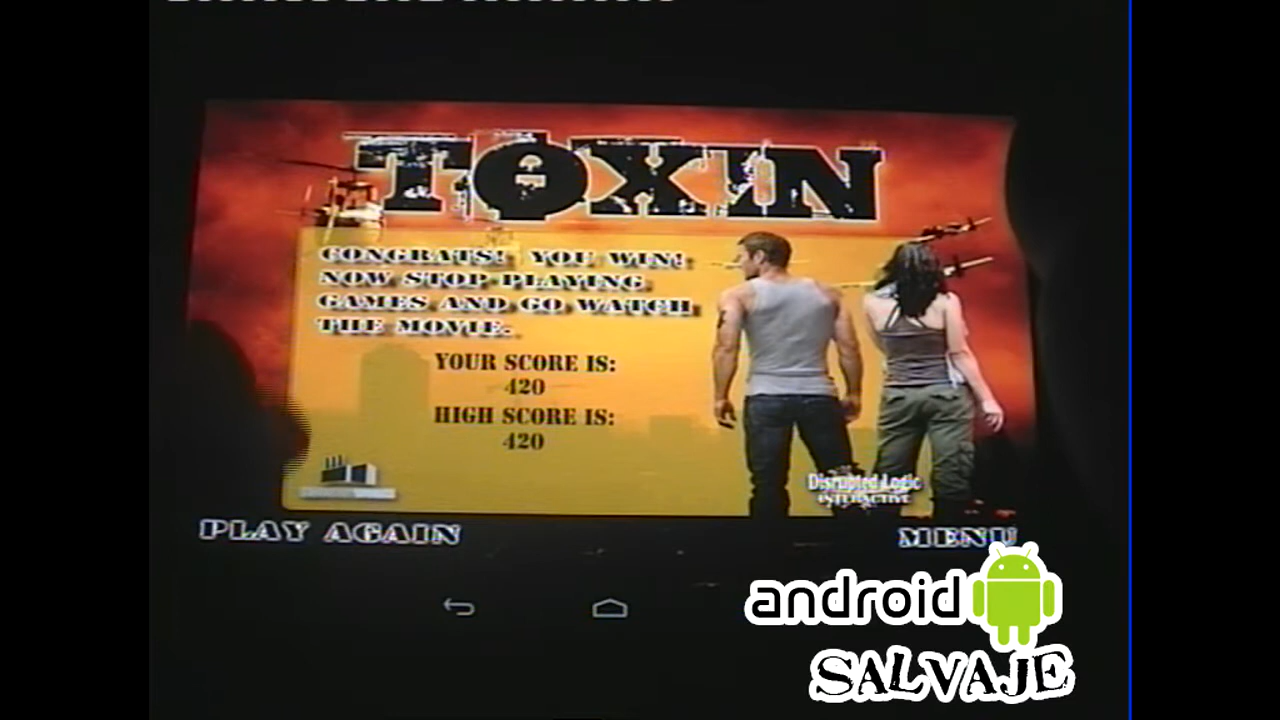 TOXIN
CONGRATS! YOU WIN!
NOW STOP PLAYING
GAMES AND GO WATCH
THE MOVIE.
YOUR SCORE IS:
420
HIGH SCORE IS:
420
Disrupted Logic
INTERACTIVE
PLAY AGAIN
MENU
android
SALVAJE